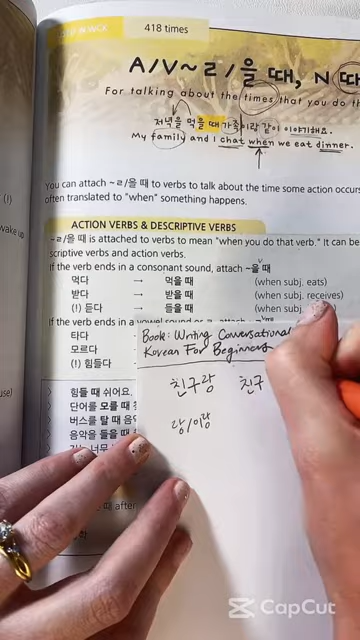 418 times
A/V~ㄹ/을 때, N 때
For talking about the times that you do th
저녁을 먹을 때 가족이랑 같이 이야기해요.
My family and I chat when we eat dinner.
You can attach ~ㄹ/을 때 to verbs to talk about the time some action occurs
often translated to "when" something happens.
ACTION VERBS & DESCRIPTIVE VERBS
~ㄹ/을 때 is attached to verbs to mean "when you do that verb." It can be
scriptive verbs and action verbs.
If the verb ends in a consonant sound, attach ~을 때
먹다 → 먹을 때 (when subj. eats)
받다 → 받을 때 (when subj. receives)
(!) 듣다 → 들을 때 (when subj.
If the verb ends in a vowel sound or ㄹ, attach
타다
모르다
(!) 힘들다
Book: Writing Conversational
Korean For Beginners
친구랑 친구
랑/이랑
힘들 때 쉬어요.
단어를 모를 때
버스를 탈 때 음악
음악을 들을 때
너무
(!)
wake up
use)
after
CapCut